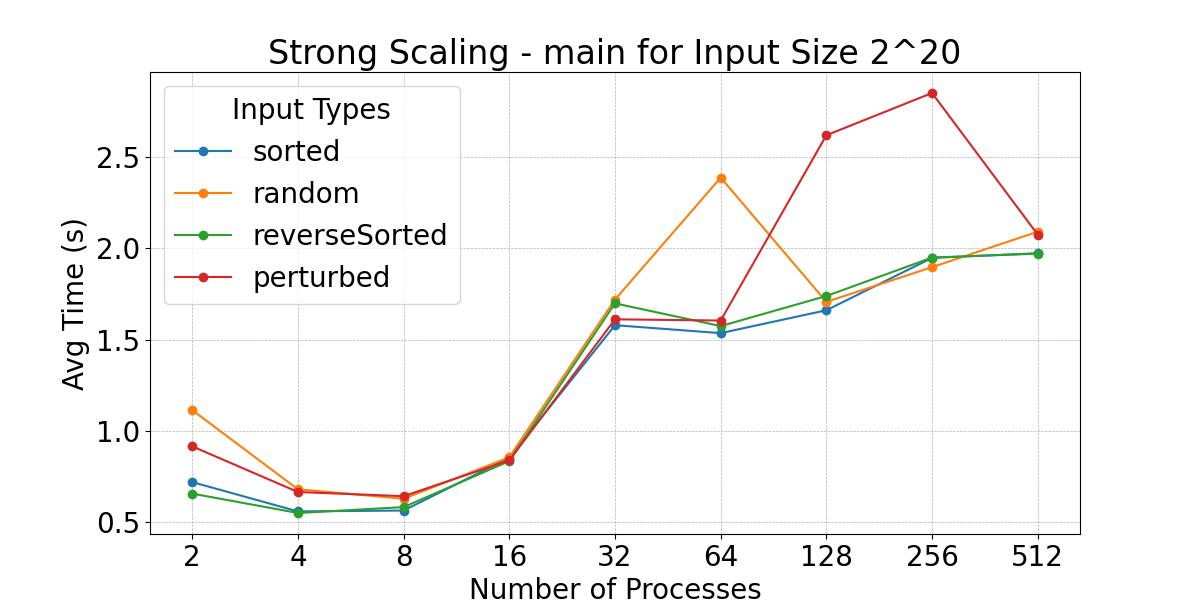 Strong Scaling - main for Input Size 2^20
Input Types
sorted
random
reverseSorted
perturbed
Avg Time (s)
2.5
2.0
1.5
1.0
0.5
2 4 8 16 32 64 128 256 512
Number of Processes